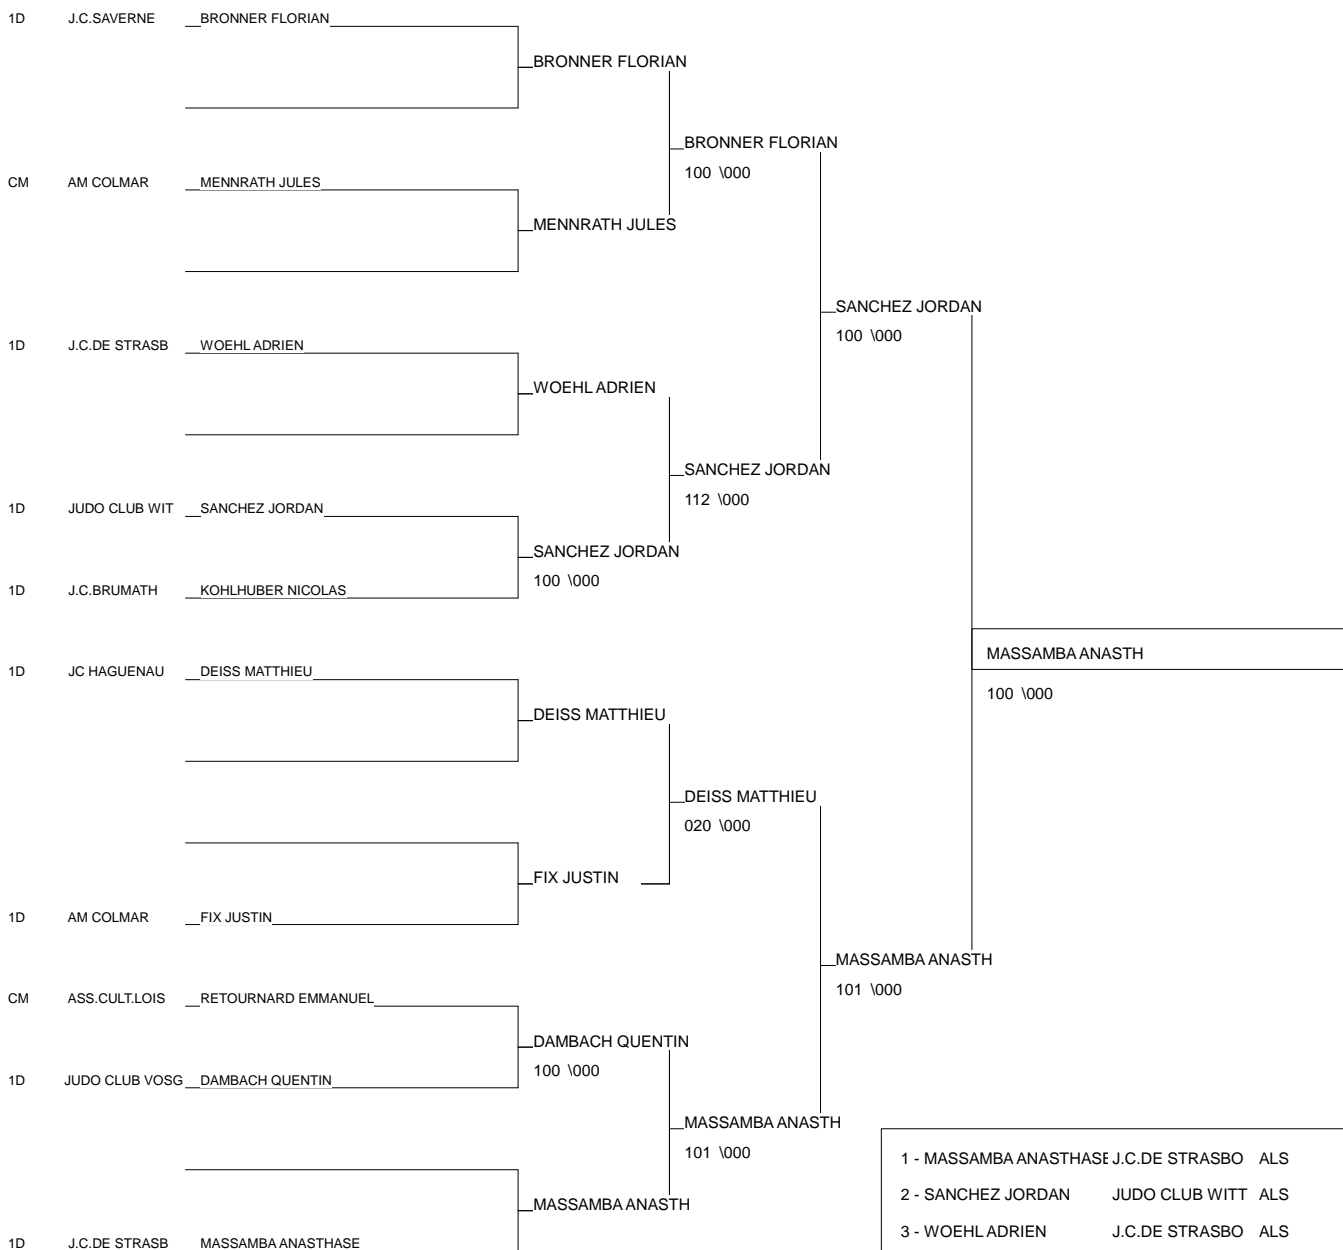 1D J.C.SAVERNE BRONNER FLORIAN
BRONNER FLORIAN
BRONNER FLORIAN
100 \000
CM AM COLMAR MENNRATH JULES
MENNRATH JULES
SANCHEZ JORDAN
100 \000
1D J.C.DE STRASB WOEHL ADRIEN
WOEHL ADRIEN
SANCHEZ JORDAN
112 \000
1D JUDO CLUB WIT SANCHEZ JORDAN
SANCHEZ JORDAN
100 \000
1D J.C.BRUMATH KOHLHUBER NICOLAS
MASSAMBA ANASTH
100 \000
1D JC HAGUENAU DEISS MATTHIEU
DEISS MATTHIEU
DEISS MATTHIEU
020 \000
FIX JUSTIN
1D AM COLMAR FIX JUSTIN
MASSAMBA ANASTH
101 \000
CM ASS.CULT.LOIS RETOURNARD EMMANUEL
DAMBACH QUENTIN
100 \000
1D JUDO CLUB VOSG DAMBACH QUENTIN
MASSAMBA ANASTH
101 \000
MASSAMBA ANASTH
1D J.C.DE STRASB MASSAMBA ANASTHASE
1 - MASSAMBA ANASTHASE J.C.DE STRASBO ALS
2 - SANCHEZ JORDAN JUDO CLUB WITT ALS
3 - WOEHL ADRIEN J.C.DE STRASBO ALS